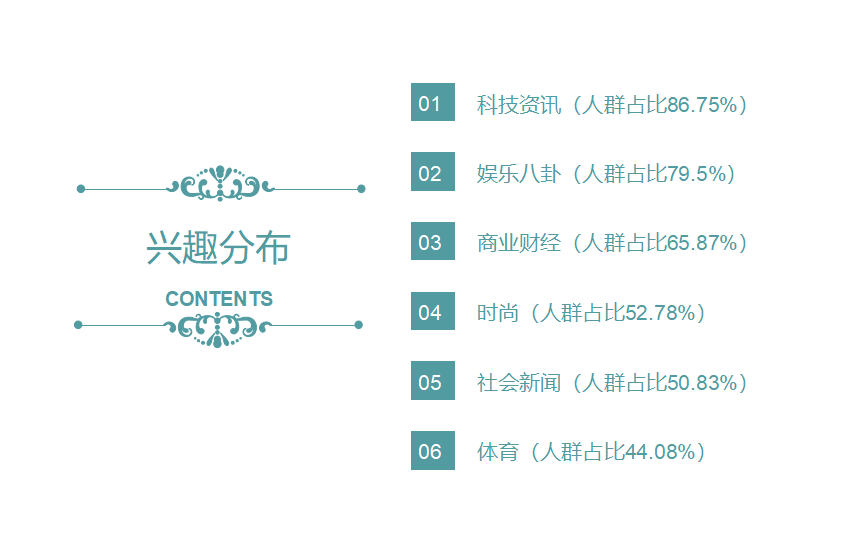 兴趣分布
CONTENTS
01 科技资讯（人群占比86.75%）
02 娱乐八卦（人群占比79.5%）
03 商业财经（人群占比65.87%）
04 时尚（人群占比52.78%）
05 社会新闻（人群占比50.83%）
06 体育（人群占比44.08%）